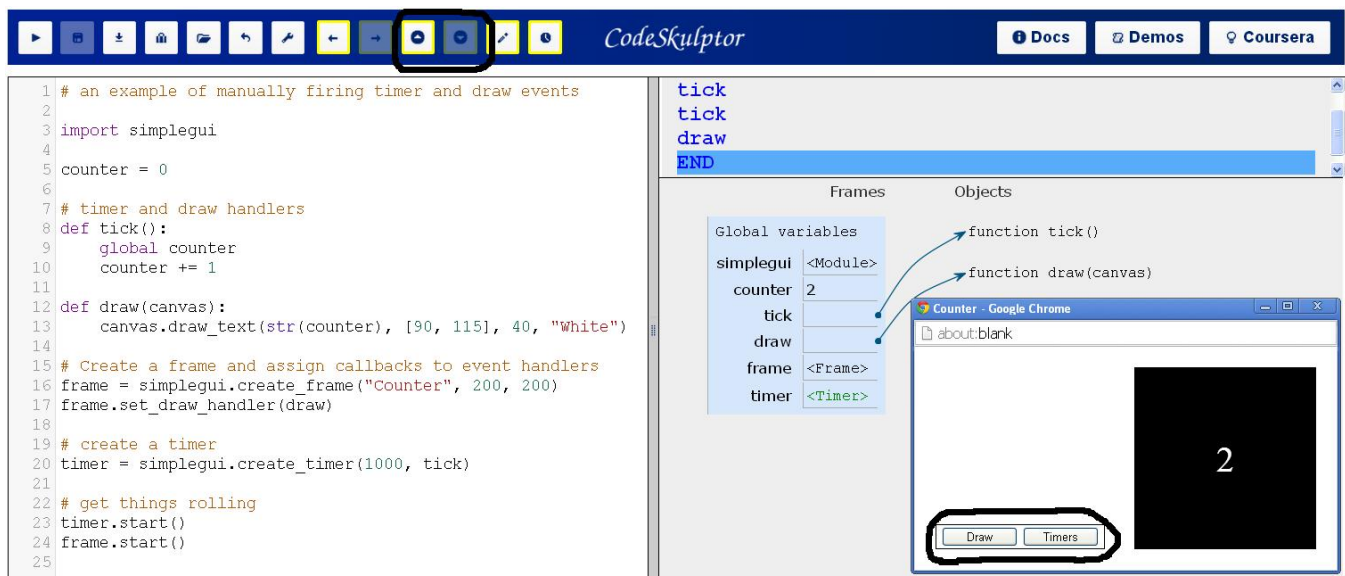 CodeSkulptor
Docs
Demos
Coursera
1 # an example of manually firing timer and draw events
2
3 import simplegui
4
5 counter = 0
6
7 # timer and draw handlers
8 def tick():
9     global counter
10     counter += 1
11
12 def draw(canvas):
13     canvas.draw_text(str(counter), [90, 115], 40, "White")
14
15 # Create a frame and assign callbacks to event handlers
16 frame = simplegui.create_frame("Counter", 200, 200)
17 frame.set_draw_handler(draw)
18
19 # create a timer
20 timer = simplegui.create_timer(1000, tick)
21
22 # get things rolling
23 timer.start()
24 frame.start()
25
tick
tick
draw
END
Frames Objects
Global variables
simplegui <Module>
counter 2
tick
draw
frame <Frame>
timer <Timer>
function tick()
function draw(canvas)
Counter - Google Chrome
about:blank
2
Draw Timers